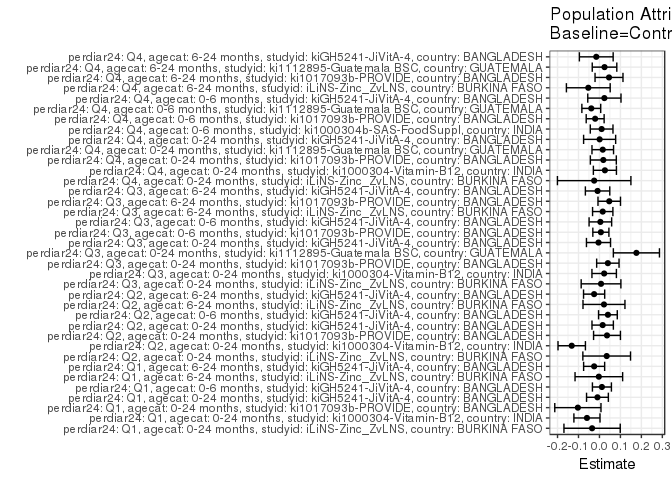 Population Attri
Baseline=Contr
perdiar24: Q4, agecat: 6-24 months, studyid: kiGH5241-JiVitA-4, country: BANGLADESH
perdiar24: Q4, agecat: 6-24 months, studyid: ki1112895-Guatemala BSC, country: GUATEMALA
perdiar24: Q4, agecat: 6-24 months, studyid: ki1017093b-PROVIDE, country: BANGLADESH
perdiar24: Q4, agecat: 6-24 months, studyid: iLiNS-Zinc_ZvLNS, country: BURKINA FASO
perdiar24: Q4, agecat: 0-6 months, studyid: kiGH5241-JiVitA-4, country: BANGLADESH
perdiar24: Q4, agecat: 0-6 months, studyid: ki1112895-Guatemala BSC, country: GUATEMALA
perdiar24: Q4, agecat: 0-6 months, studyid: ki1017093b-PROVIDE, country: BANGLADESH
perdiar24: Q4, agecat: 0-6 months, studyid: ki1000304b-SAS-FoodSuppl, country: INDIA
perdiar24: Q4, agecat: 0-24 months, studyid: kiGH5241-JiVitA-4, country: BANGLADESH
perdiar24: Q4, agecat: 0-24 months, studyid: ki1112895-Guatemala BSC, country: GUATEMALA
perdiar24: Q4, agecat: 0-24 months, studyid: ki1017093b-PROVIDE, country: BANGLADESH
perdiar24: Q4, agecat: 0-24 months, studyid: ki1000304-Vitamin-B12, country: INDIA
perdiar24: Q4, agecat: 0-24 months, studyid: iLiNS-Zinc_ZvLNS, country: BURKINA FASO
perdiar24: Q3, agecat: 6-24 months, studyid: kiGH5241-JiVitA-4, country: BANGLADESH
perdiar24: Q3, agecat: 6-24 months, studyid: ki1017093b-PROVIDE, country: BANGLADESH
perdiar24: Q3, agecat: 6-24 months, studyid: iLiNS-Zinc_ZvLNS, country: BURKINA FASO
perdiar24: Q3, agecat: 0-6 months, studyid: kiGH5241-JiVitA-4, country: BANGLADESH
perdiar24: Q3, agecat: 0-6 months, studyid: ki1017093b-PROVIDE, country: BANGLADESH
perdiar24: Q3, agecat: 0-24 months, studyid: kiGH5241-JiVitA-4, country: BANGLADESH
perdiar24: Q3, agecat: 0-24 months, studyid: ki1112895-Guatemala BSC, country: GUATEMALA
perdiar24: Q3, agecat: 0-24 months, studyid: ki1017093b-PROVIDE, country: BANGLADESH
perdiar24: Q3, agecat: 0-24 months, studyid: ki1000304-Vitamin-B12, country: INDIA
perdiar24: Q3, agecat: 0-24 months, studyid: iLiNS-Zinc_ZvLNS, country: BURKINA FASO
perdiar24: Q2, agecat: 6-24 months, studyid: kiGH5241-JiVitA-4, country: BANGLADESH
perdiar24: Q2, agecat: 6-24 months, studyid: iLiNS-Zinc_ZvLNS, country: BURKINA FASO
perdiar24: Q2, agecat: 0-6 months, studyid: kiGH5241-JiVitA-4, country: BANGLADESH
perdiar24: Q2, agecat: 0-24 months, studyid: kiGH5241-JiVitA-4, country: BANGLADESH
perdiar24: Q2, agecat: 0-24 months, studyid: ki1017093b-PROVIDE, country: BANGLADESH
perdiar24: Q2, agecat: 0-24 months, studyid: ki1000304-Vitamin-B12, country: INDIA
perdiar24: Q2, agecat: 0-24 months, studyid: iLiNS-Zinc_ZvLNS, country: BURKINA FASO
perdiar24: Q1, agecat: 6-24 months, studyid: kiGH5241-JiVitA-4, country: BANGLADESH
perdiar24: Q1, agecat: 6-24 months, studyid: iLiNS-Zinc_ZvLNS, country: BURKINA FASO
perdiar24: Q1, agecat: 0-6 months, studyid: kiGH5241-JiVitA-4, country: BANGLADESH
perdiar24: Q1, agecat: 0-24 months, studyid: kiGH5241-JiVitA-4, country: BANGLADESH
perdiar24: Q1, agecat: 0-24 months, studyid: ki1017093b-PROVIDE, country: BANGLADESH
perdiar24: Q1, agecat: 0-24 months, studyid: ki1000304-Vitamin-B12, country: INDIA
perdiar24: Q1, agecat: 0-24 months, studyid: iLiNS-Zinc_ZvLNS, country: BURKINA FASO
-0.2 -0.1 0.0 0.1 0.2 0.3
Estimate